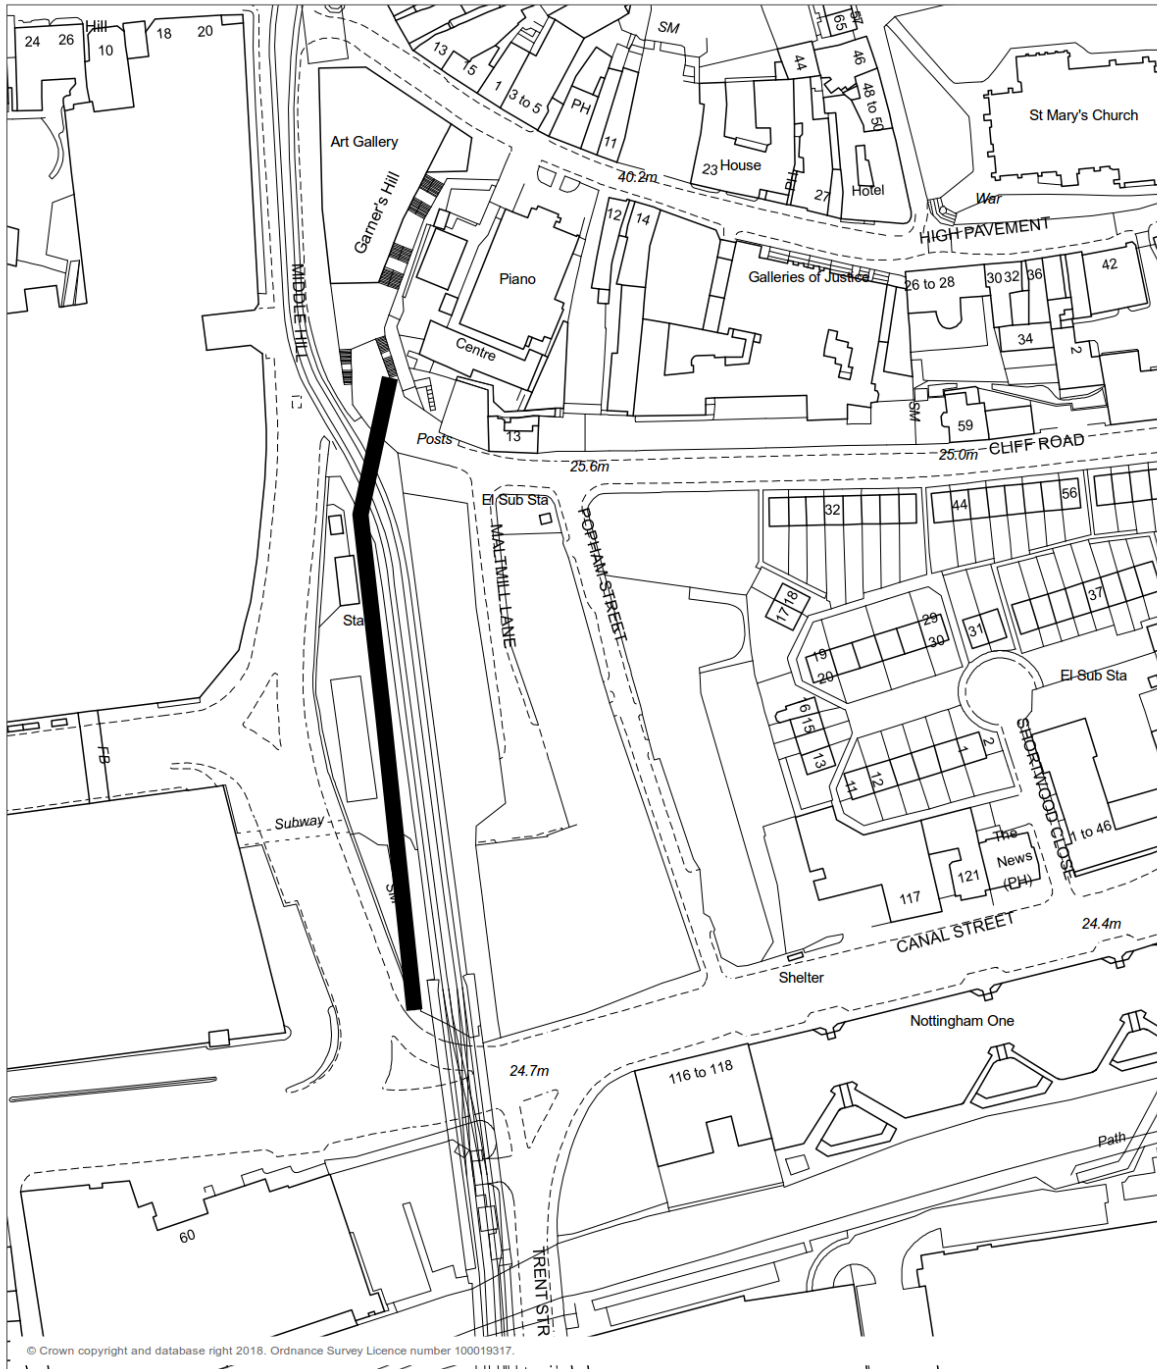 Hill
24 26
10
18 20
13
15
1
3 to 5
PH
11
SM
65
57
46
44
48 to 50
St Mary's Church
Art Gallery
Garner's Hill
40.2m
23
House
PH
27
Hotel
War
HIGH PAVEMENT
12
14
Galleries of Justice
26 to 28
30 32
36
42
34
2
MIDDLE HILL
Piano
Centre
Posts
13
25.6m
SM
59
25.0m
CLIFF ROAD
El Sub Sta
MALTMILL LANE
POPHAM STREET
32
44
56
17 18
37
29
30
31
19
20
El Sub Sta
Sta
16
15
13
1
2
12
11
SHORTWOOD CLOSE
FB
Subway
SM
The
News
(PH)
1 to 46
121
117
CANAL STREET
24.4m
Shelter
Nottingham One
24.7m
116 to 118
Path
60
TRENT STR
© Crown copyright and database right 2018. Ordnance Survey Licence number 100019317.